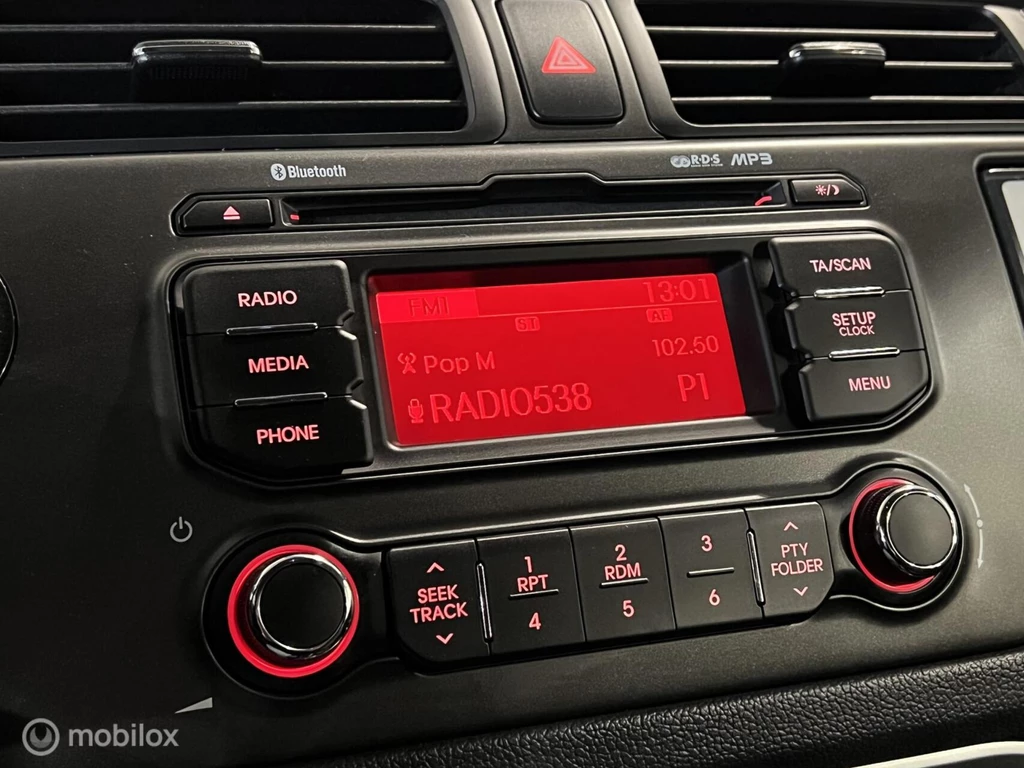 Bluetooth
R·D·S MP3
RADIO
MEDIA
PHONE
FM1 13:01
ST AF
Pop M 102.50
RADIO538 P1
TA/SCAN
SETUP
CLOCK
MENU
SEEK
TRACK
1
RPT
4
2
RDM
5
3
6
PTY
FOLDER
mobilox